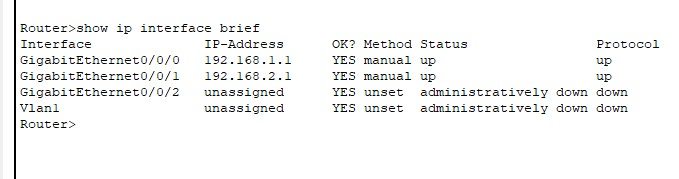 Router>show ip interface brief
Interface              IP-Address      OK? Method Status                Protocol
GigabitEthernet0/0/0   192.168.1.1     YES manual up                    up
GigabitEthernet0/0/1   192.168.2.1     YES manual up                    up
GigabitEthernet0/0/2   unassigned      YES unset  administratively down down
Vlan1                  unassigned      YES unset  administratively down down
Router>